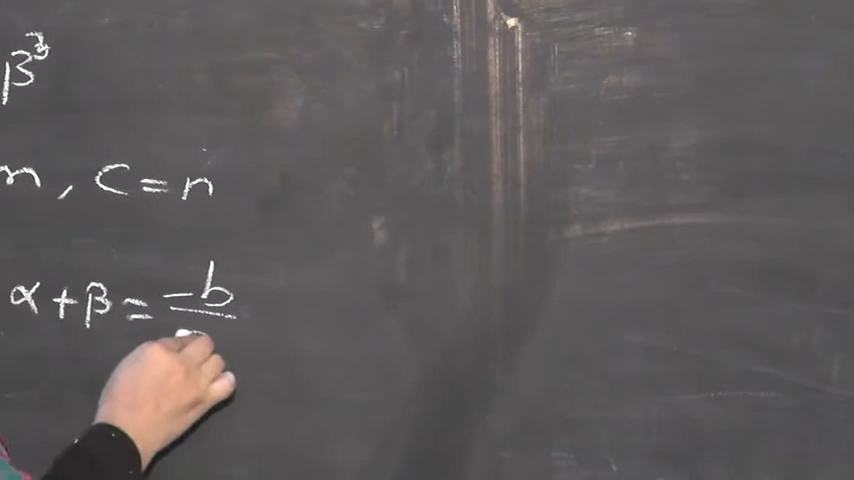 β³
m, c = n
α + β = -b